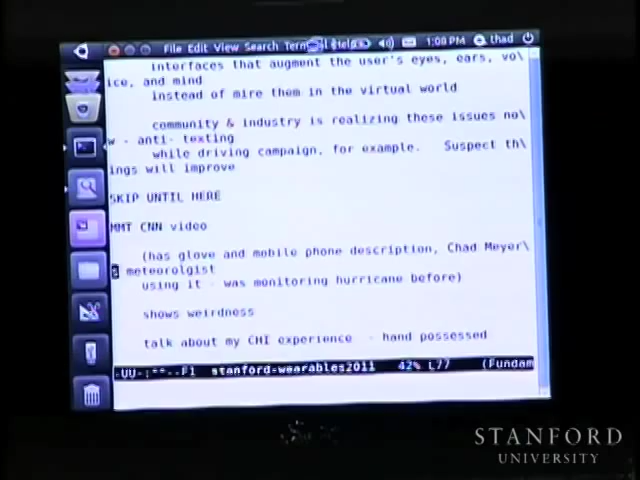 File Edit View Search Help 1:00 PM thad
interfaces that augment the user's eyes, ears, vo\
ice, and mind
instead of mire them in the virtual world
community & industry is realizing these issues no\
w - anti- texting
while driving campaign, for example. Suspect th\
ings will improve
SKIP UNTIL HERE
MMT CNN video
(has glove and mobile phone description, Chad Meyer\
s meteorolgist
using it - was monitoring hurricane before)
shows weirdness
talk about my CHI experience - hand possessed
-UU-:**--F1 stanford-wearables2011 42% L77 (Fundam
STANFORD
UNIVERSITY